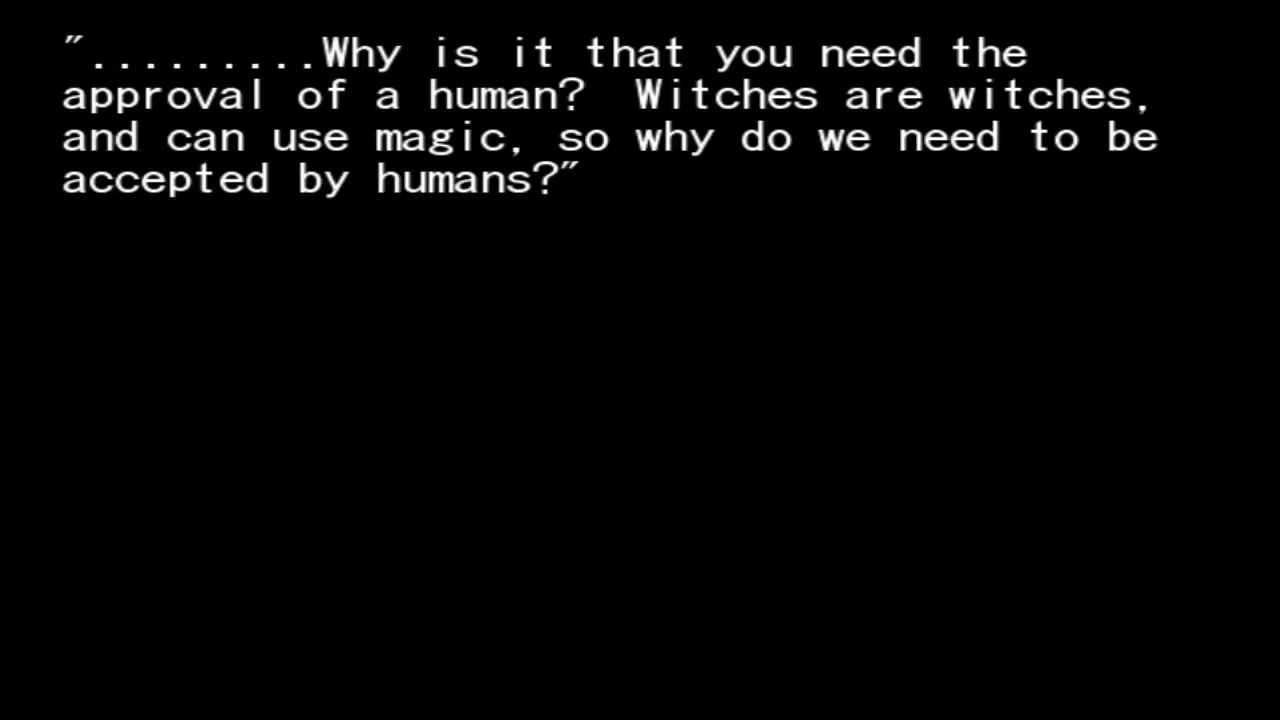 ".........Why is it that you need the
approval of a human?  Witches are witches,
and can use magic, so why do we need to be
accepted by humans?"